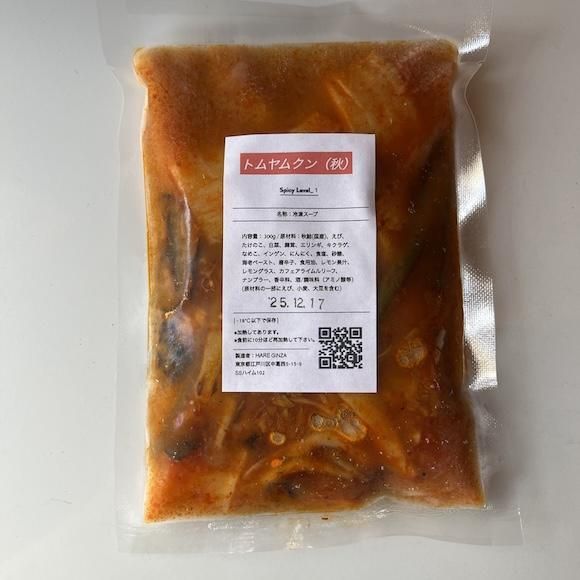 トムヤムクン（秋）
Spicy Level_ 1
名称：冷凍スープ
内容量：300g / 原材料：秋鮭(国産)、えび、
たけのこ、白菜、舞茸、エリンギ、キクラゲ、
なめこ、インゲン、にんにく、食塩、砂糖、
海老ペースト、唐辛子、食用油、レモン果汁、
レモングラス、カフェアライムルリーフ、
ナンプラー、香辛料、酒/調味料（アミノ酸等）
(原材料の一部にえび、小麦、大豆を含む)
'25.12.17
[-18℃以下で保存]
*加熱してあります。
*食前に10分ほど再加熱して下さい。
製造者：HARE GINZA
東京都江戸川区中葛西5-15-9
SSハイム102